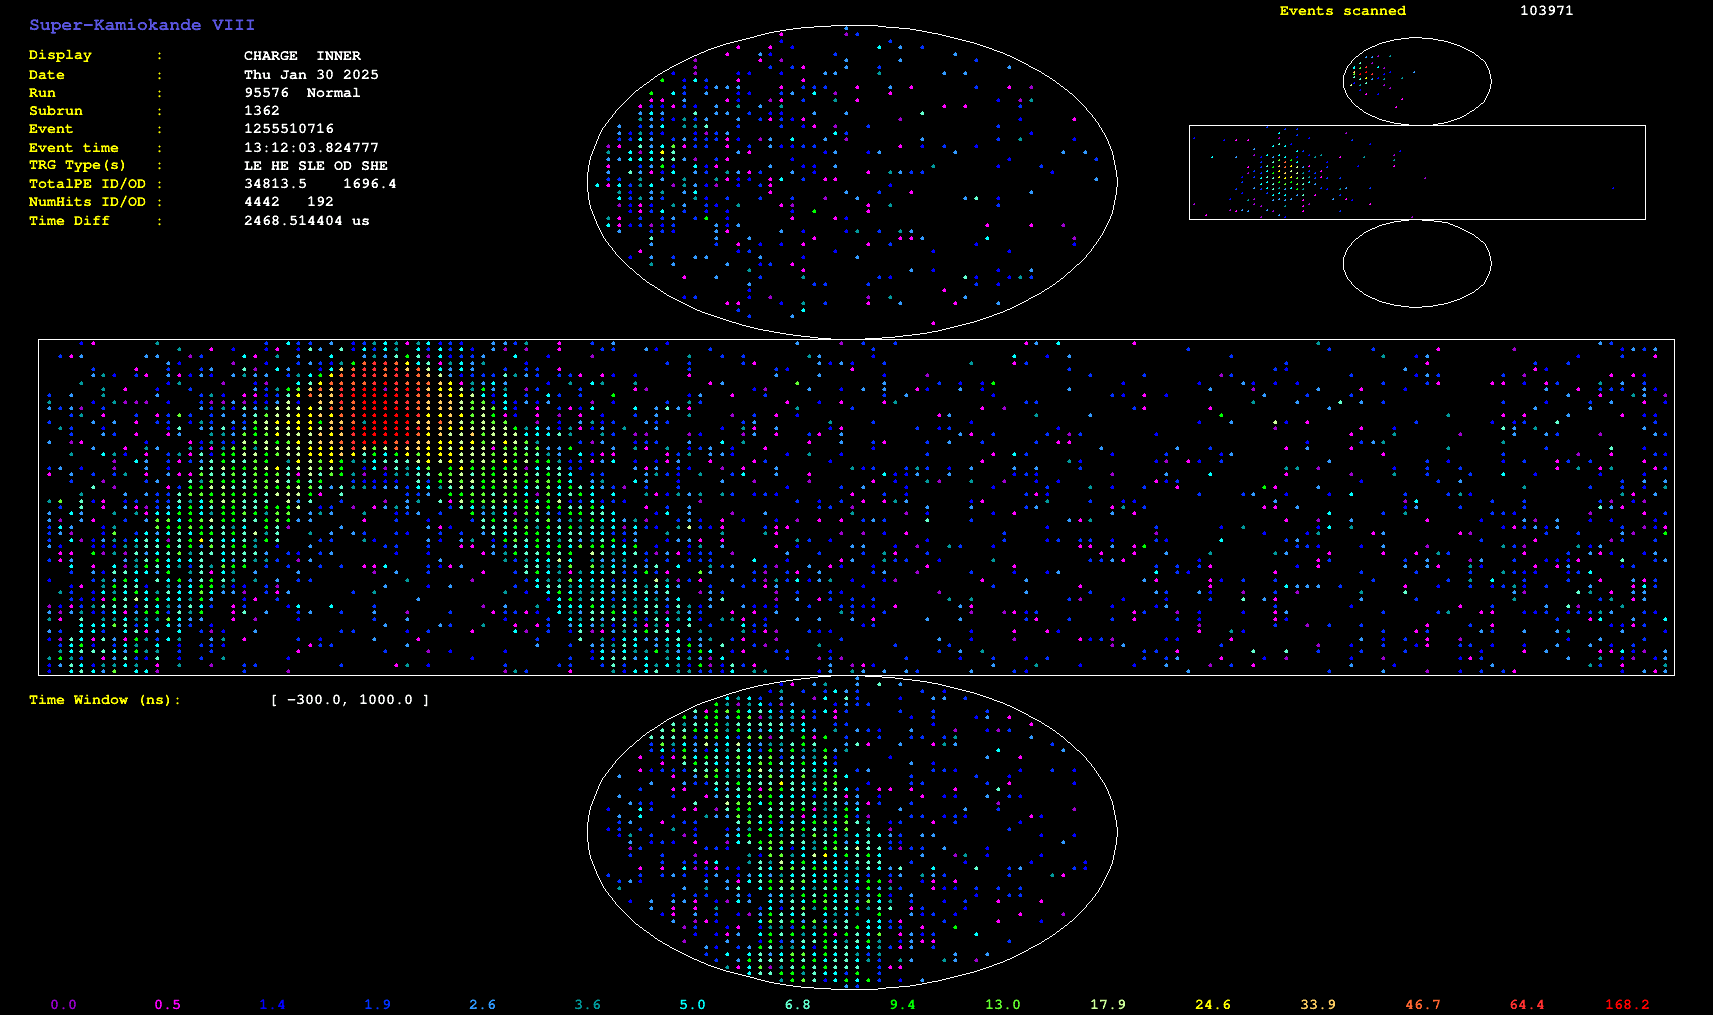 Super-Kamiokande VIII
Events scanned 103971
Display : CHARGE INNER
Date : Thu Jan 30 2025
Run : 95576 Normal
Subrun : 1362
Event : 1255510716
Event time : 13:12:03.824777
TRG Type(s) : LE HE SLE OD SHE
TotalPE ID/OD : 34813.5 1696.4
NumHits ID/OD : 4442 192
Time Diff : 2468.514404 us
Time Window (ns): [ -300.0, 1000.0 ]
0.0 0.5 1.4 1.9 2.6 3.6 5.0 6.8 9.4 13.0 17.9 24.6 33.9 46.7 64.4 168.2